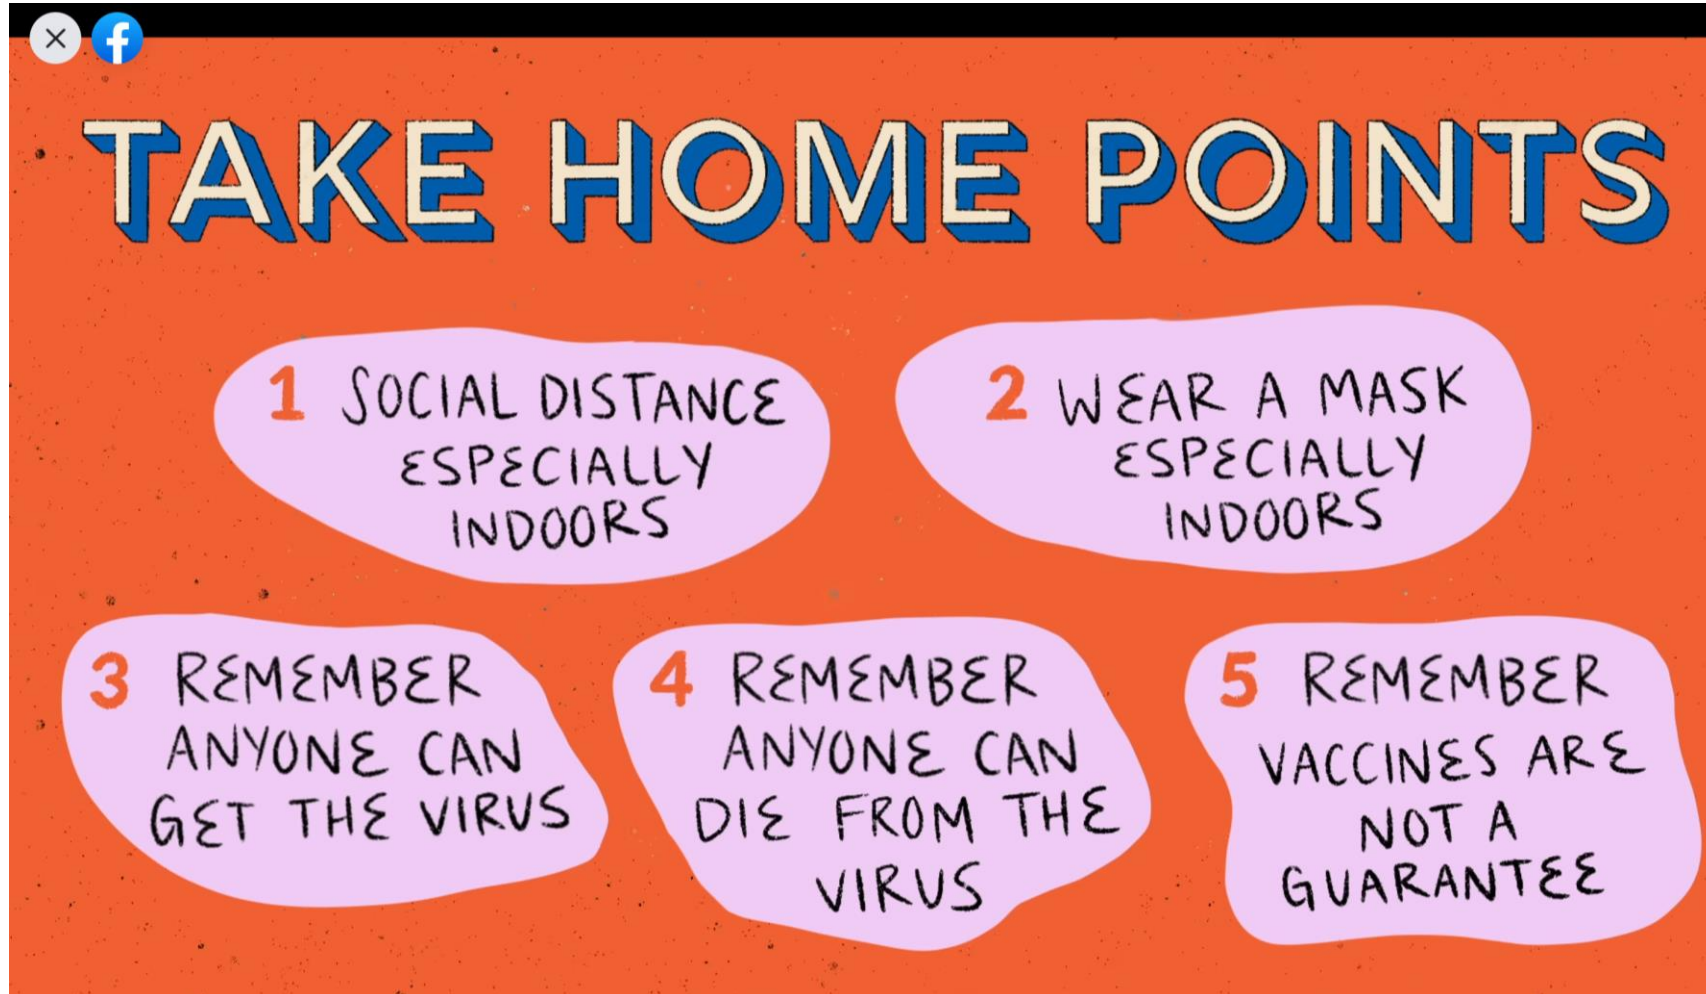 TAKE HOME POINTS
1 SOCIAL DISTANCE
ESPECIALLY
INDOORS
2 WEAR A MASK
ESPECIALLY
INDOORS
3 REMEMBER
ANYONE CAN
GET THE VIRUS
4 REMEMBER
ANYONE CAN
DIE FROM THE
VIRUS
5 REMEMBER
VACCINES ARE
NOT A
GUARANTEE